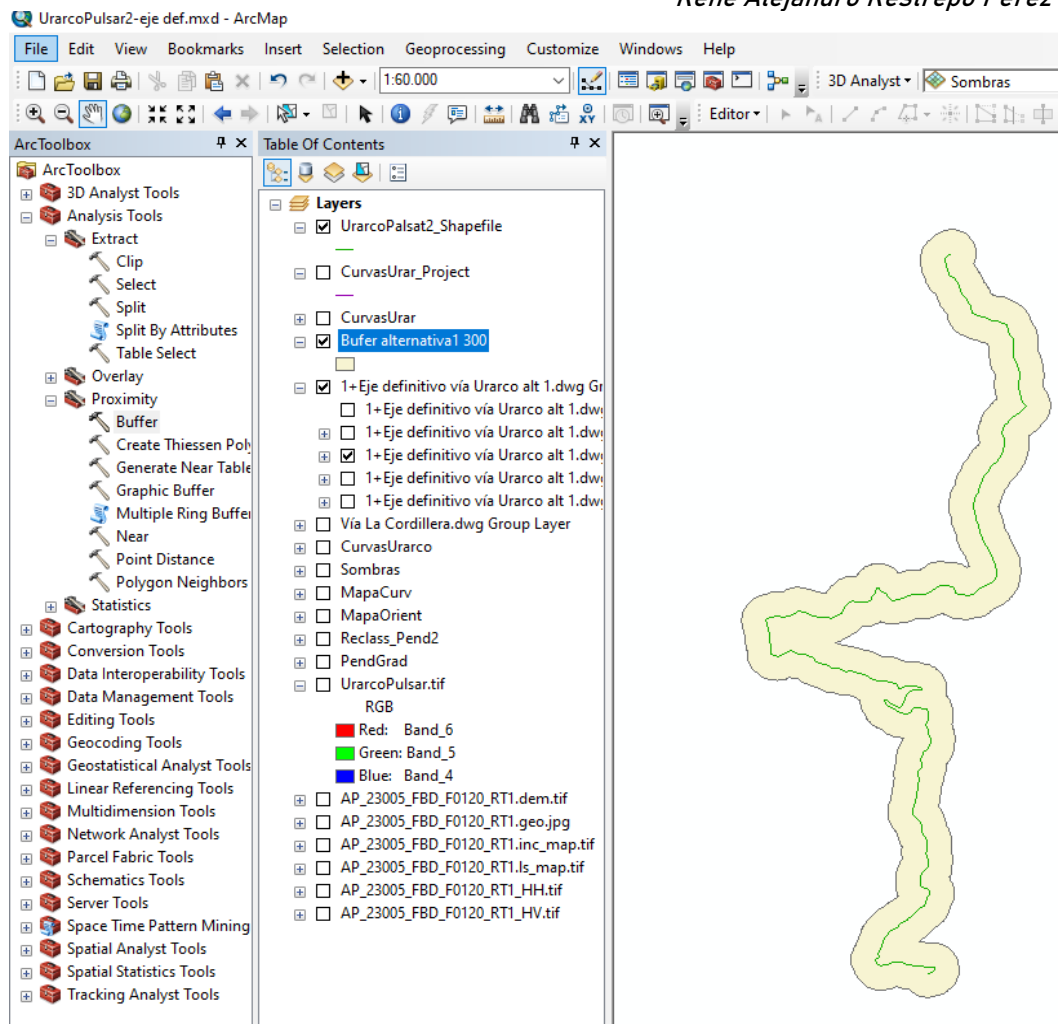 René Alejandro Restrepo Pérez
UrarcoPulsar2-eje def.mxd - ArcMap
File Edit View Bookmarks Insert Selection Geoprocessing Customize Windows Help
1:60.000 3D Analyst Sombras
Editor
ArcToolbox
ArcToolbox
3D Analyst Tools
Analysis Tools
Extract
Clip
Select
Split
Split By Attributes
Table Select
Overlay
Proximity
Buffer
Create Thiessen Poly
Generate Near Table
Graphic Buffer
Multiple Ring Buffer
Near
Point Distance
Polygon Neighbors
Statistics
Cartography Tools
Conversion Tools
Data Interoperability Tools
Data Management Tools
Editing Tools
Geocoding Tools
Geostatistical Analyst Tools
Linear Referencing Tools
Multidimension Tools
Network Analyst Tools
Parcel Fabric Tools
Schematics Tools
Server Tools
Space Time Pattern Mining
Spatial Analyst Tools
Spatial Statistics Tools
Tracking Analyst Tools
Table Of Contents
Layers
UrarcoPalsat2_Shapefile
CurvasUrar_Project
CurvasUrar
Bufer alternativa1 300
1+Eje definitivo vía Urarco alt 1.dwg Gr
1+Eje definitivo vía Urarco alt 1.dwg
1+Eje definitivo vía Urarco alt 1.dwg
1+Eje definitivo vía Urarco alt 1.dwg
1+Eje definitivo vía Urarco alt 1.dwg
1+Eje definitivo vía Urarco alt 1.dwg
Vía La Cordillera.dwg Group Layer
CurvasUrarco
Sombras
MapaCurv
MapaOrient
Reclass_Pend2
PendGrad
UrarcoPulsar.tif
RGB
Red: Band_6
Green: Band_5
Blue: Band_4
AP_23005_FBD_F0120_RT1.dem.tif
AP_23005_FBD_F0120_RT1.geo.jpg
AP_23005_FBD_F0120_RT1.inc_map.tif
AP_23005_FBD_F0120_RT1.ls_map.tif
AP_23005_FBD_F0120_RT1_HH.tif
AP_23005_FBD_F0120_RT1_HV.tif